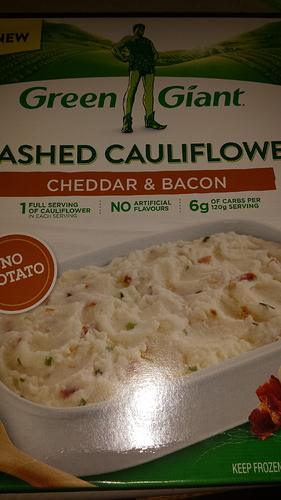 NEW
Green Giant
ASHED CAULIFLOWE
CHEDDAR & BACON
1 FULL SERVING
OF CAULIFLOWER
IN EACH SERVING
NO ARTIFICIAL
FLAVOURS
6g OF CARBS PER
120g SERVING
NO
OTATO
KEEP FROZEN